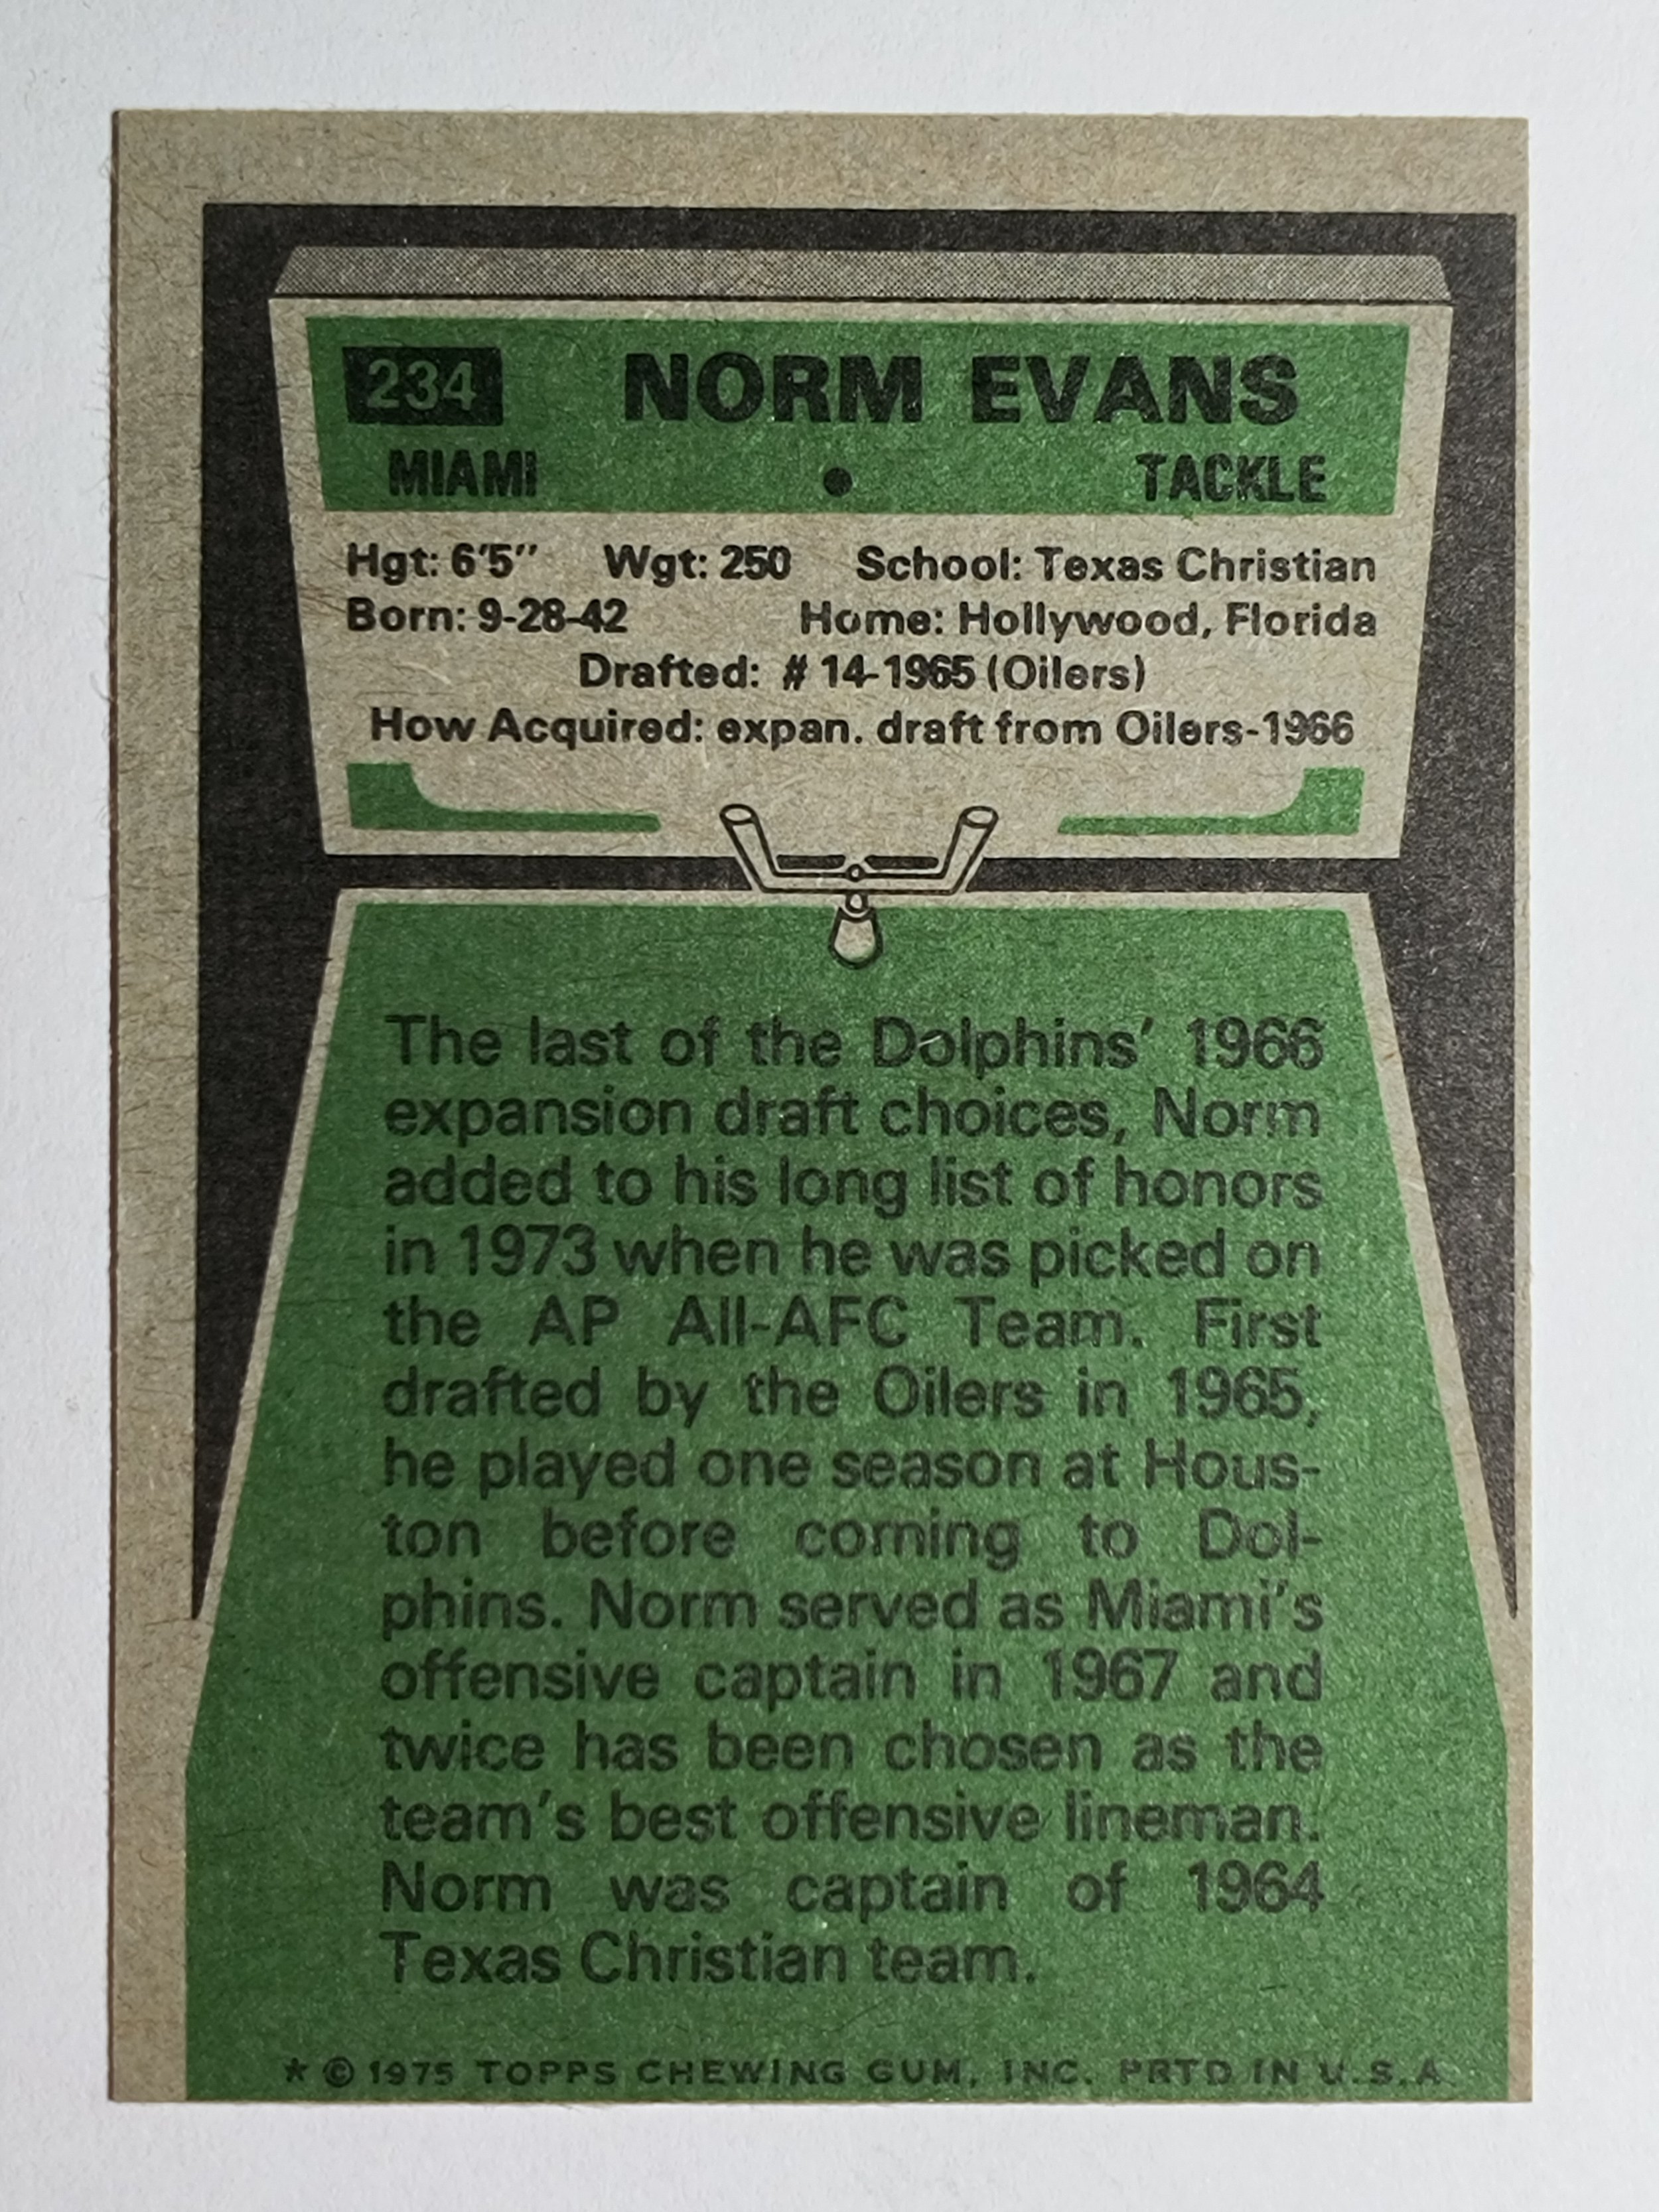 234 NORM EVANS
MIAMI • TACKLE
Hgt: 6'5" Wgt: 250 School: Texas Christian
Born: 9-28-42 Home: Hollywood, Florida
Drafted: # 14-1965 (Oilers)
How Acquired: expan. draft from Oilers-1966
The last of the Dolphins' 1966
expansion draft choices, Norm
added to his long list of honors
in 1973 when he was picked on
the AP All-AFC Team. First
drafted by the Oilers in 1965,
he played one season at Hous-
ton before coming to Dol-
phins. Norm served as Miami's
offensive captain in 1967 and
twice has been chosen as the
team's best offensive lineman.
Norm was captain of 1964
Texas Christian team.
* © 1975 TOPPS CHEWING GUM, INC. PRTD IN U.S.A.